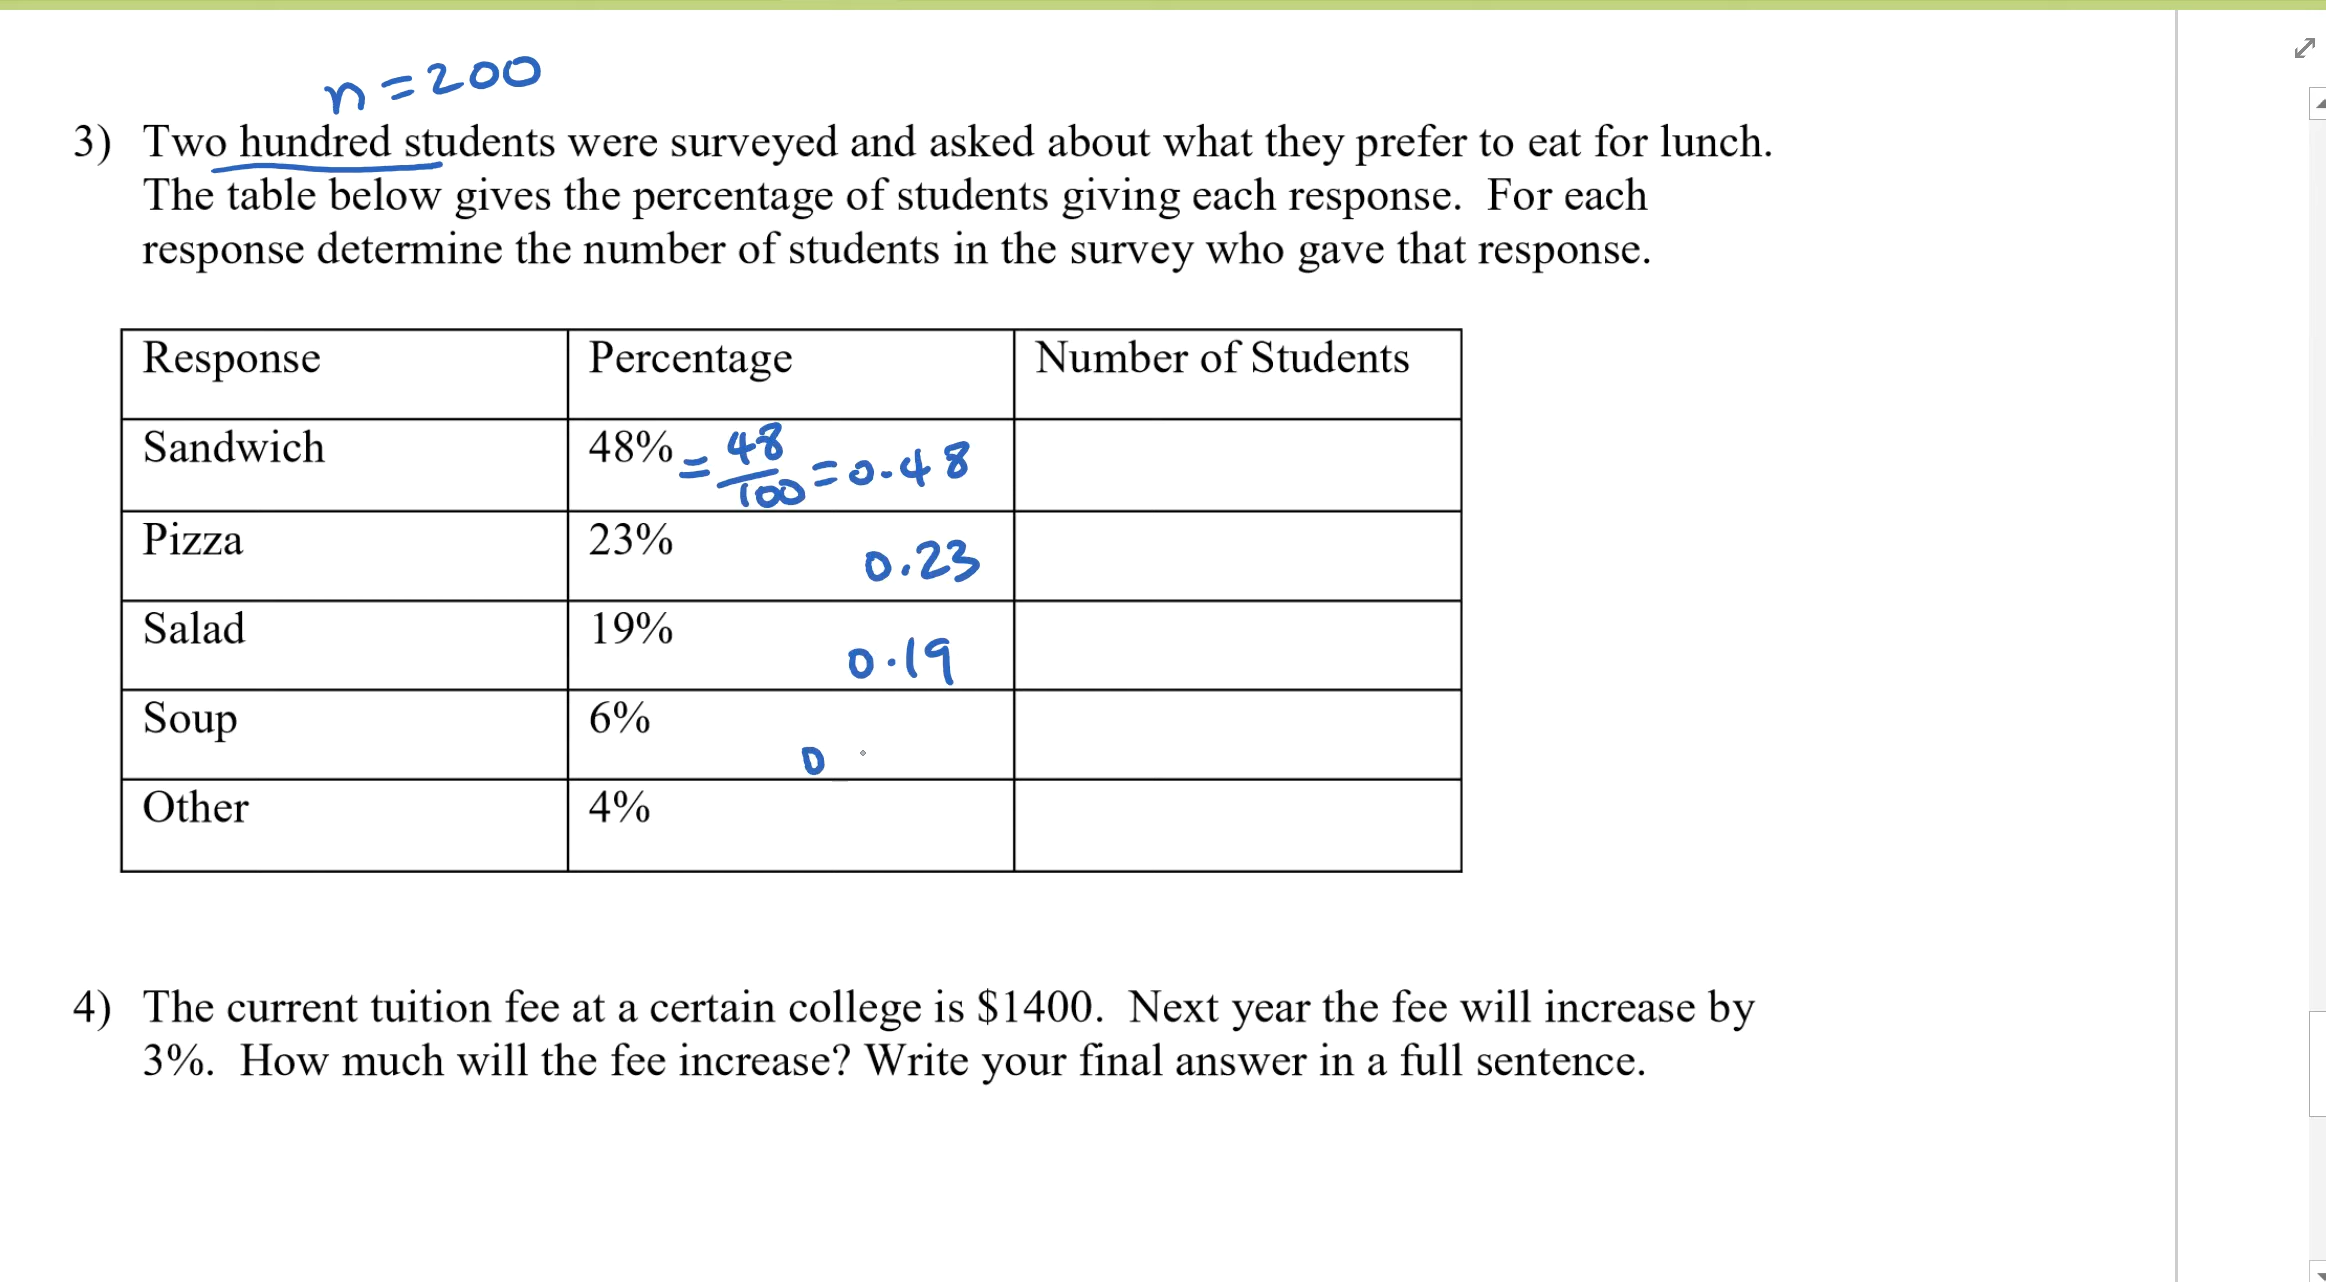 n=200
3) Two hundred students were surveyed and asked about what they prefer to eat for lunch.
The table below gives the percentage of students giving each response. For each
response determine the number of students in the survey who gave that response.
Response Percentage Number of Students
Sandwich 48% = 48/100 = 0.48
Pizza 23% 0.23
Salad 19% 0.19
Soup 6% 0
Other 4%
4) The current tuition fee at a certain college is $1400. Next year the fee will increase by
3%. How much will the fee increase? Write your final answer in a full sentence.